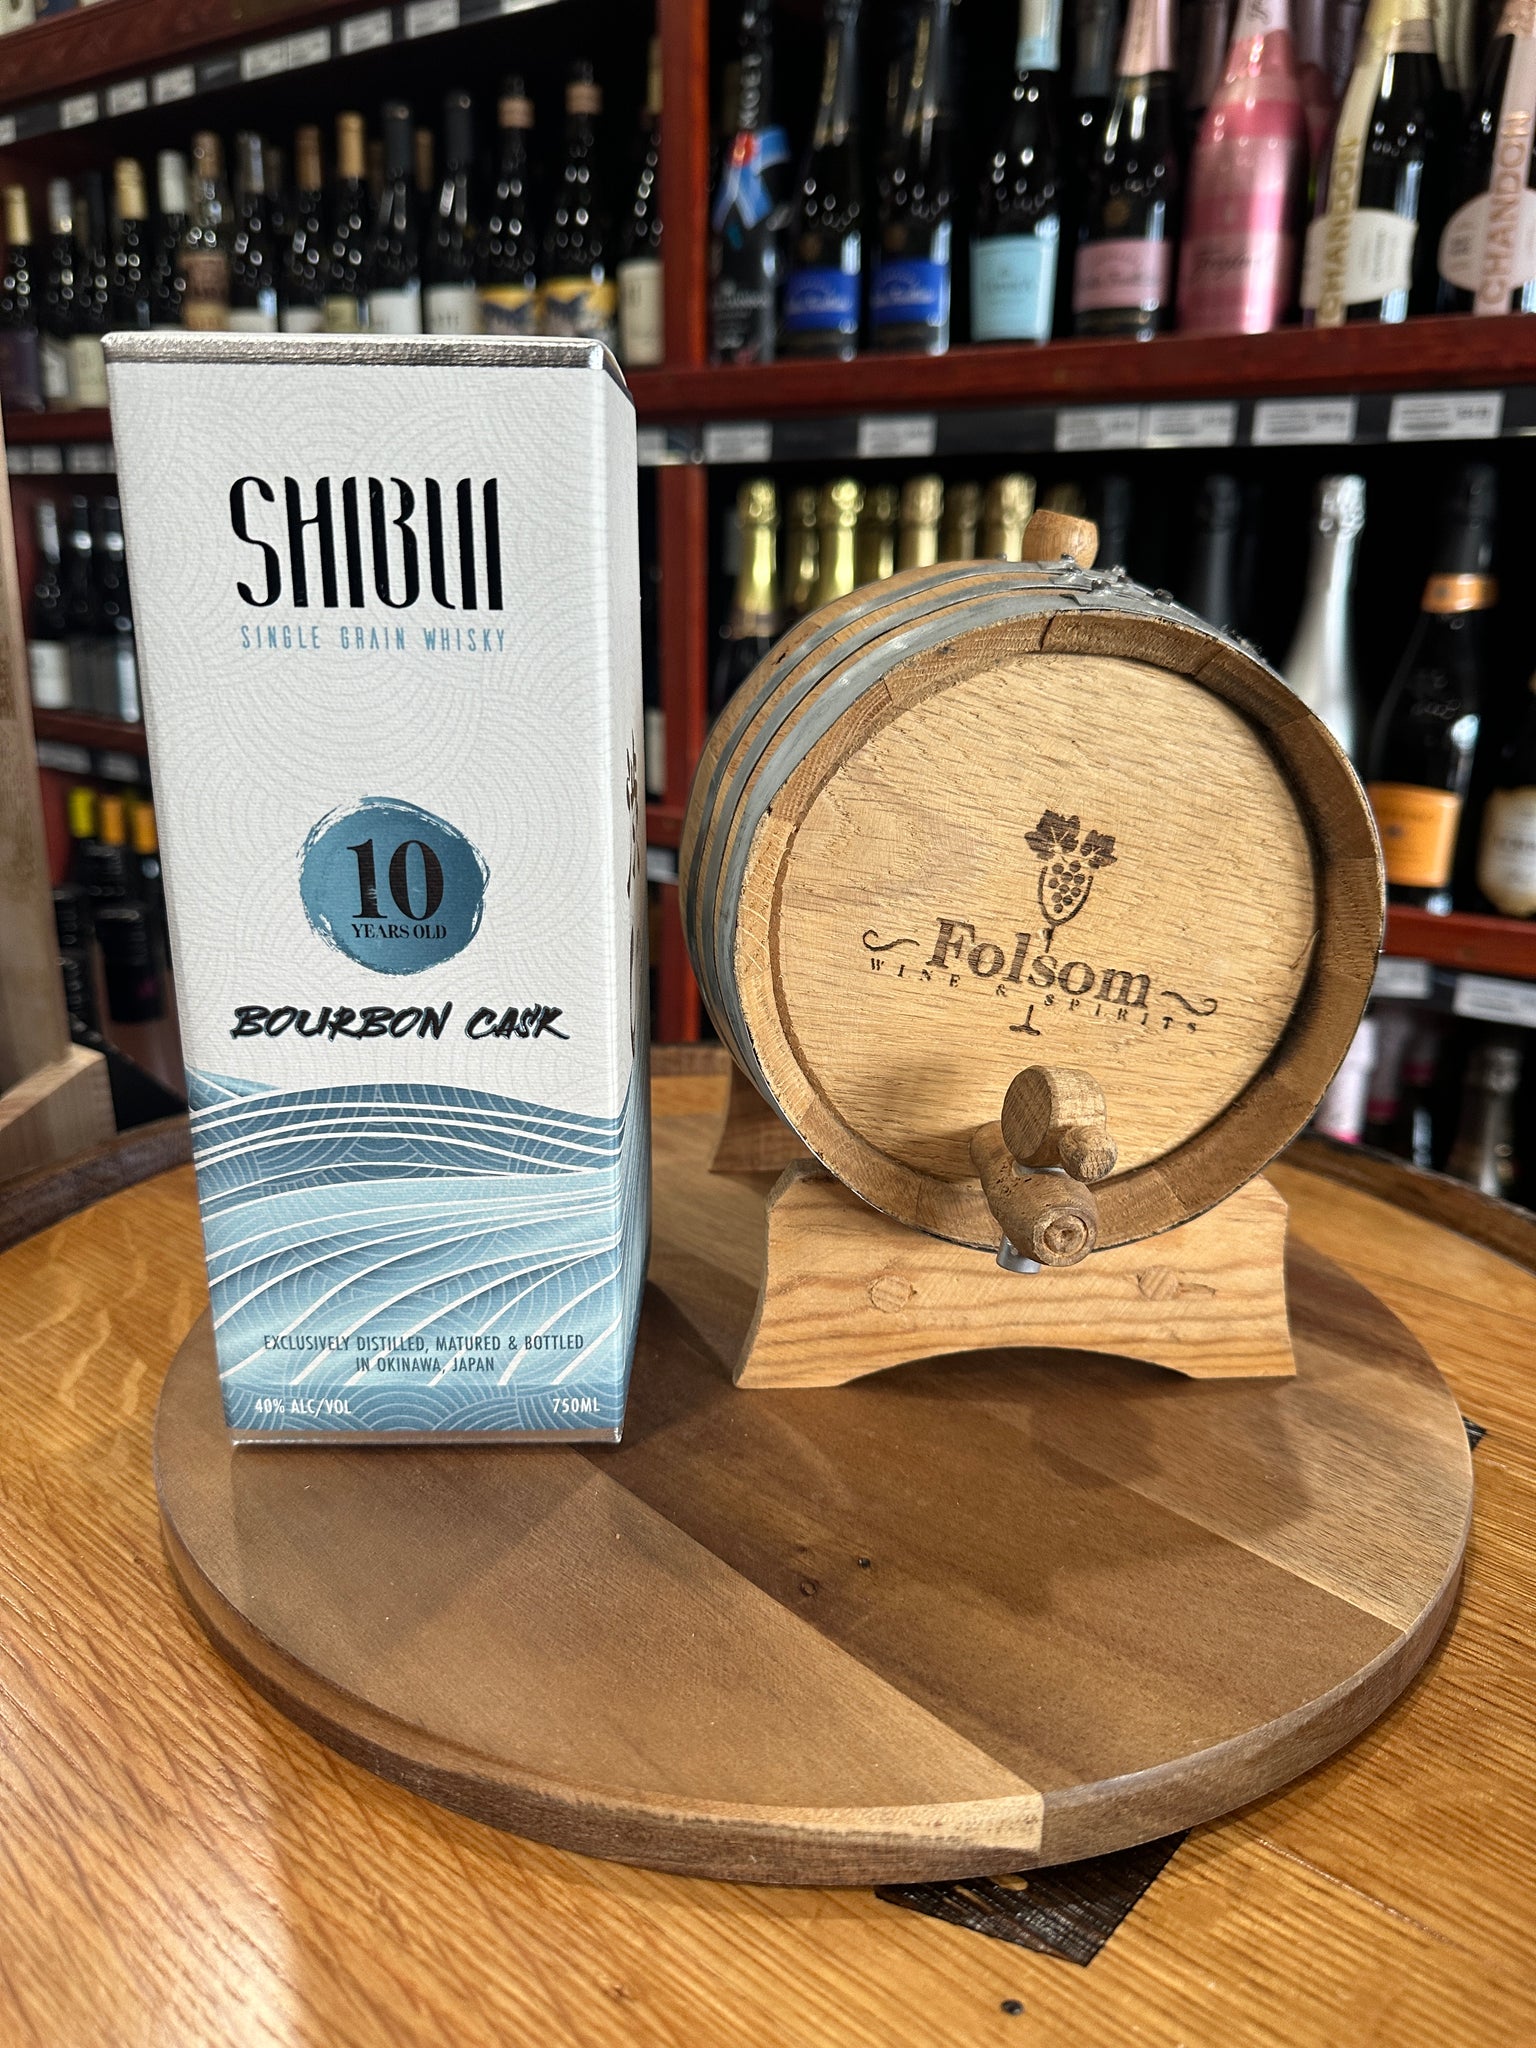 SHIBUI
SINGLE GRAIN WHISKY
10
YEARS OLD
BOURBON CASK
EXCLUSIVELY DISTILLED, MATURED & BOTTLED
IN OKINAWA, JAPAN
40% ALC/VOL
750ML
Folsom
WINE & SPIRITS
CHANDON
CHANDON